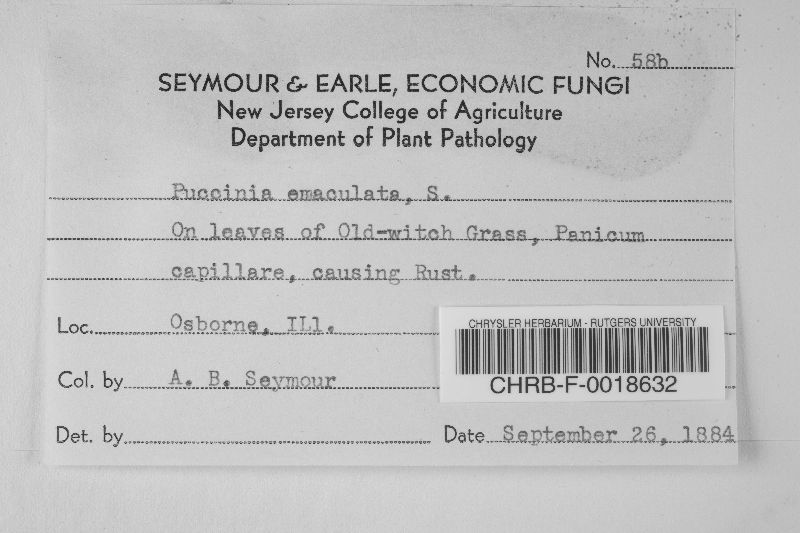 No. 58b
SEYMOUR & EARLE, ECONOMIC FUNGI
New Jersey College of Agriculture
Department of Plant Pathology
Puccinia emaculata, S.
On leaves of Old-witch Grass, Panicum
capillare, causing Rust.
Loc. Osborne, ILl.
CHRYSLER HERBARIUM - RUTGERS UNIVERSITY
CHRB-F-0018632
Col. by A. B. Seymour
Det. by
Date September 26, 1884